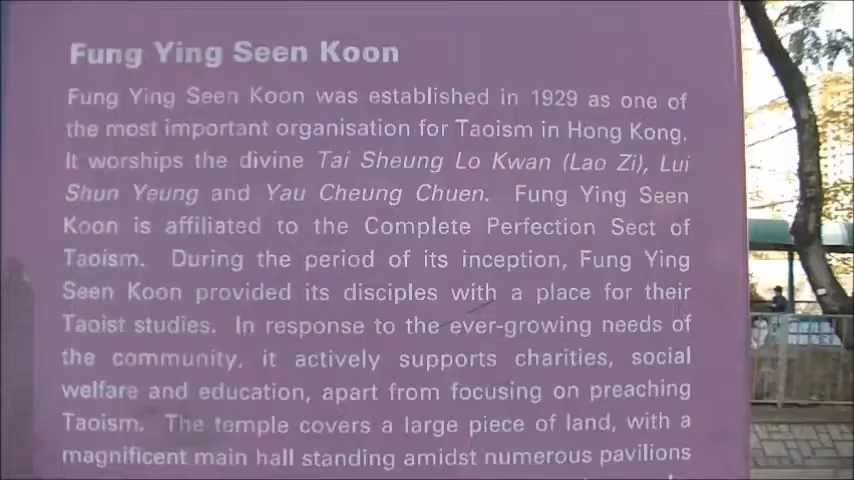 Fung Ying Seen Koon
Fung Ying Seen Koon was established in 1929 as one of
the most important organisation for Taoism in Hong Kong.
It worships the divine Tai Sheung Lo Kwan (Lao Zi), Lui
Shun Yeung and Yau Cheung Chuen. Fung Ying Seen
Koon is affiliated to the Complete Perfection Sect of
Taoism. During the period of its inception, Fung Ying
Seen Koon provided its disciples with a place for their
Taoist studies. In response to the ever-growing needs of
the community, it actively supports charities, social
welfare and education, apart from focusing on preaching
Taoism. The temple covers a large piece of land, with a
magnificent main hall standing amidst numerous pavilions